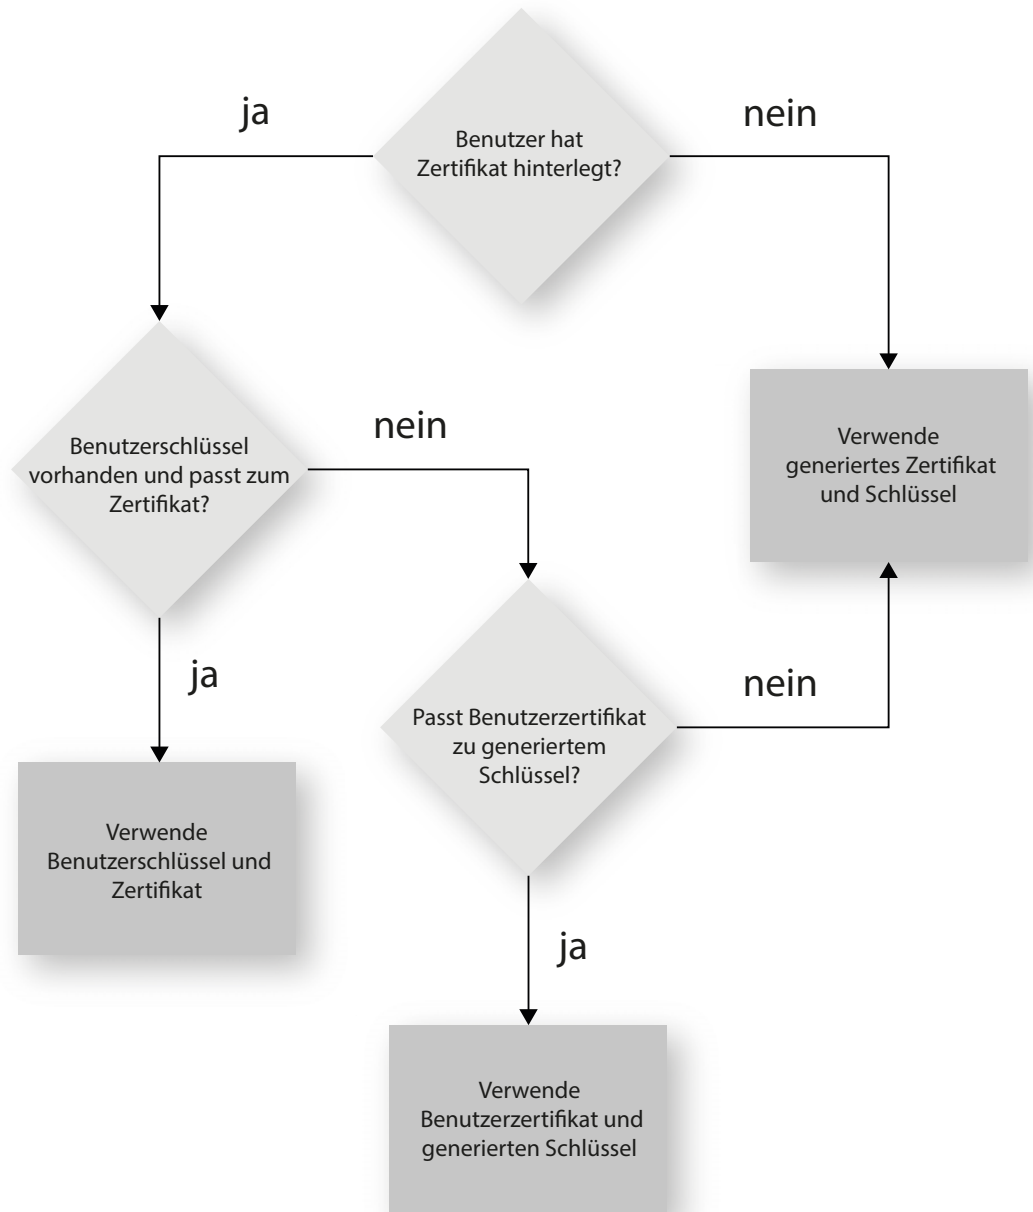 ja
nein
Benutzer hat
Zertifikat hinterlegt?
nein
Benutzerschlüssel
vorhanden und passt zum
Zertifikat?
Verwende
generiertes Zertifikat
und Schlüssel
ja
nein
Passt Benutzerzertifikat
zu generiertem
Schlüssel?
Verwende
Benutzerschlüssel und
Zertifikat
ja
Verwende
Benutzerzertifikat und
generierten Schlüssel